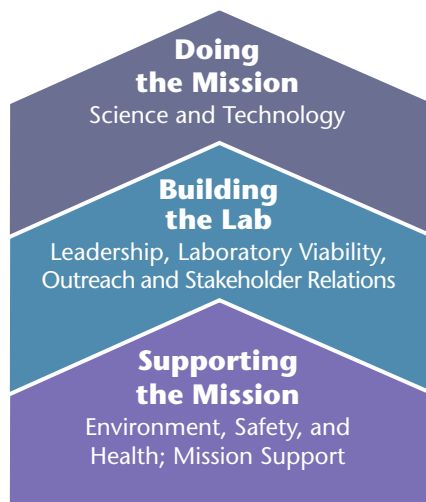 Doing
the Mission
Science and Technology
Building
the Lab
Leadership, Laboratory Viability,
Outreach and Stakeholder Relations
Supporting
the Mission
Environment, Safety, and
Health; Mission Support